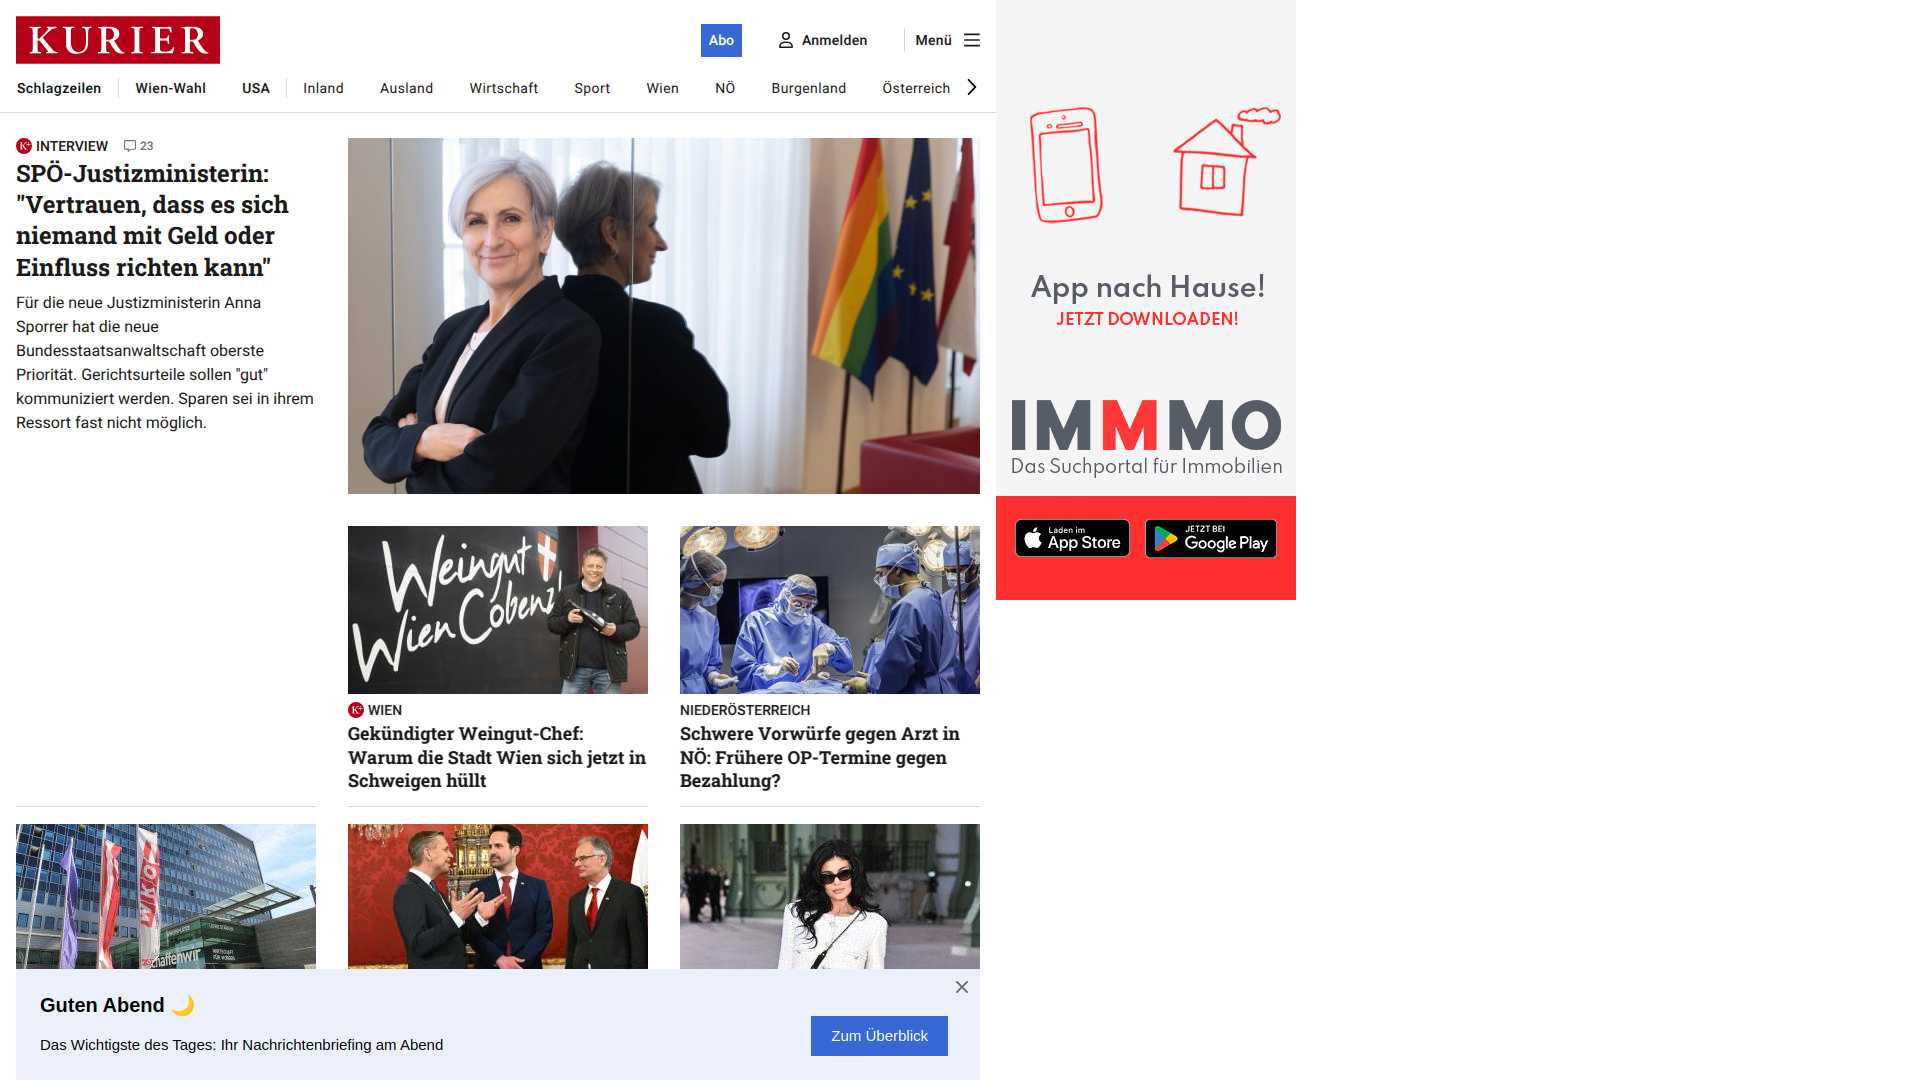 KURIER
Abo
Anmelden
Menü
Schlagzeilen
Wien-Wahl
USA
Inland
Ausland
Wirtschaft
Sport
Wien
NÖ
Burgenland
Österreich
INTERVIEW
23
SPÖ-Justizministerin:
"Vertrauen, dass es sich
niemand mit Geld oder
Einfluss richten kann"
Für die neue Justizministerin Anna
Sporrer hat die neue
Bundesstaatsanwaltschaft oberste
Priorität. Gerichtsurteile sollen "gut"
kommuniziert werden. Sparen sei in ihrem
Ressort fast nicht möglich.
Weingut
Wien Cobenzl
WIEN
Gekündigter Weingut-Chef:
Warum die Stadt Wien sich jetzt in
Schweigen hüllt
NIEDERÖSTERREICH
Schwere Vorwürfe gegen Arzt in
NÖ: Frühere OP-Termine gegen
Bezahlung?
Guten Abend 🌙
Das Wichtigste des Tages: Ihr Nachrichtenbriefing am Abend
Zum Überblick
App nach Hause!
JETZT DOWNLOADEN!
IMMMO
Das Suchportal für Immobilien
Laden im
App Store
JETZT BEI
Google Play